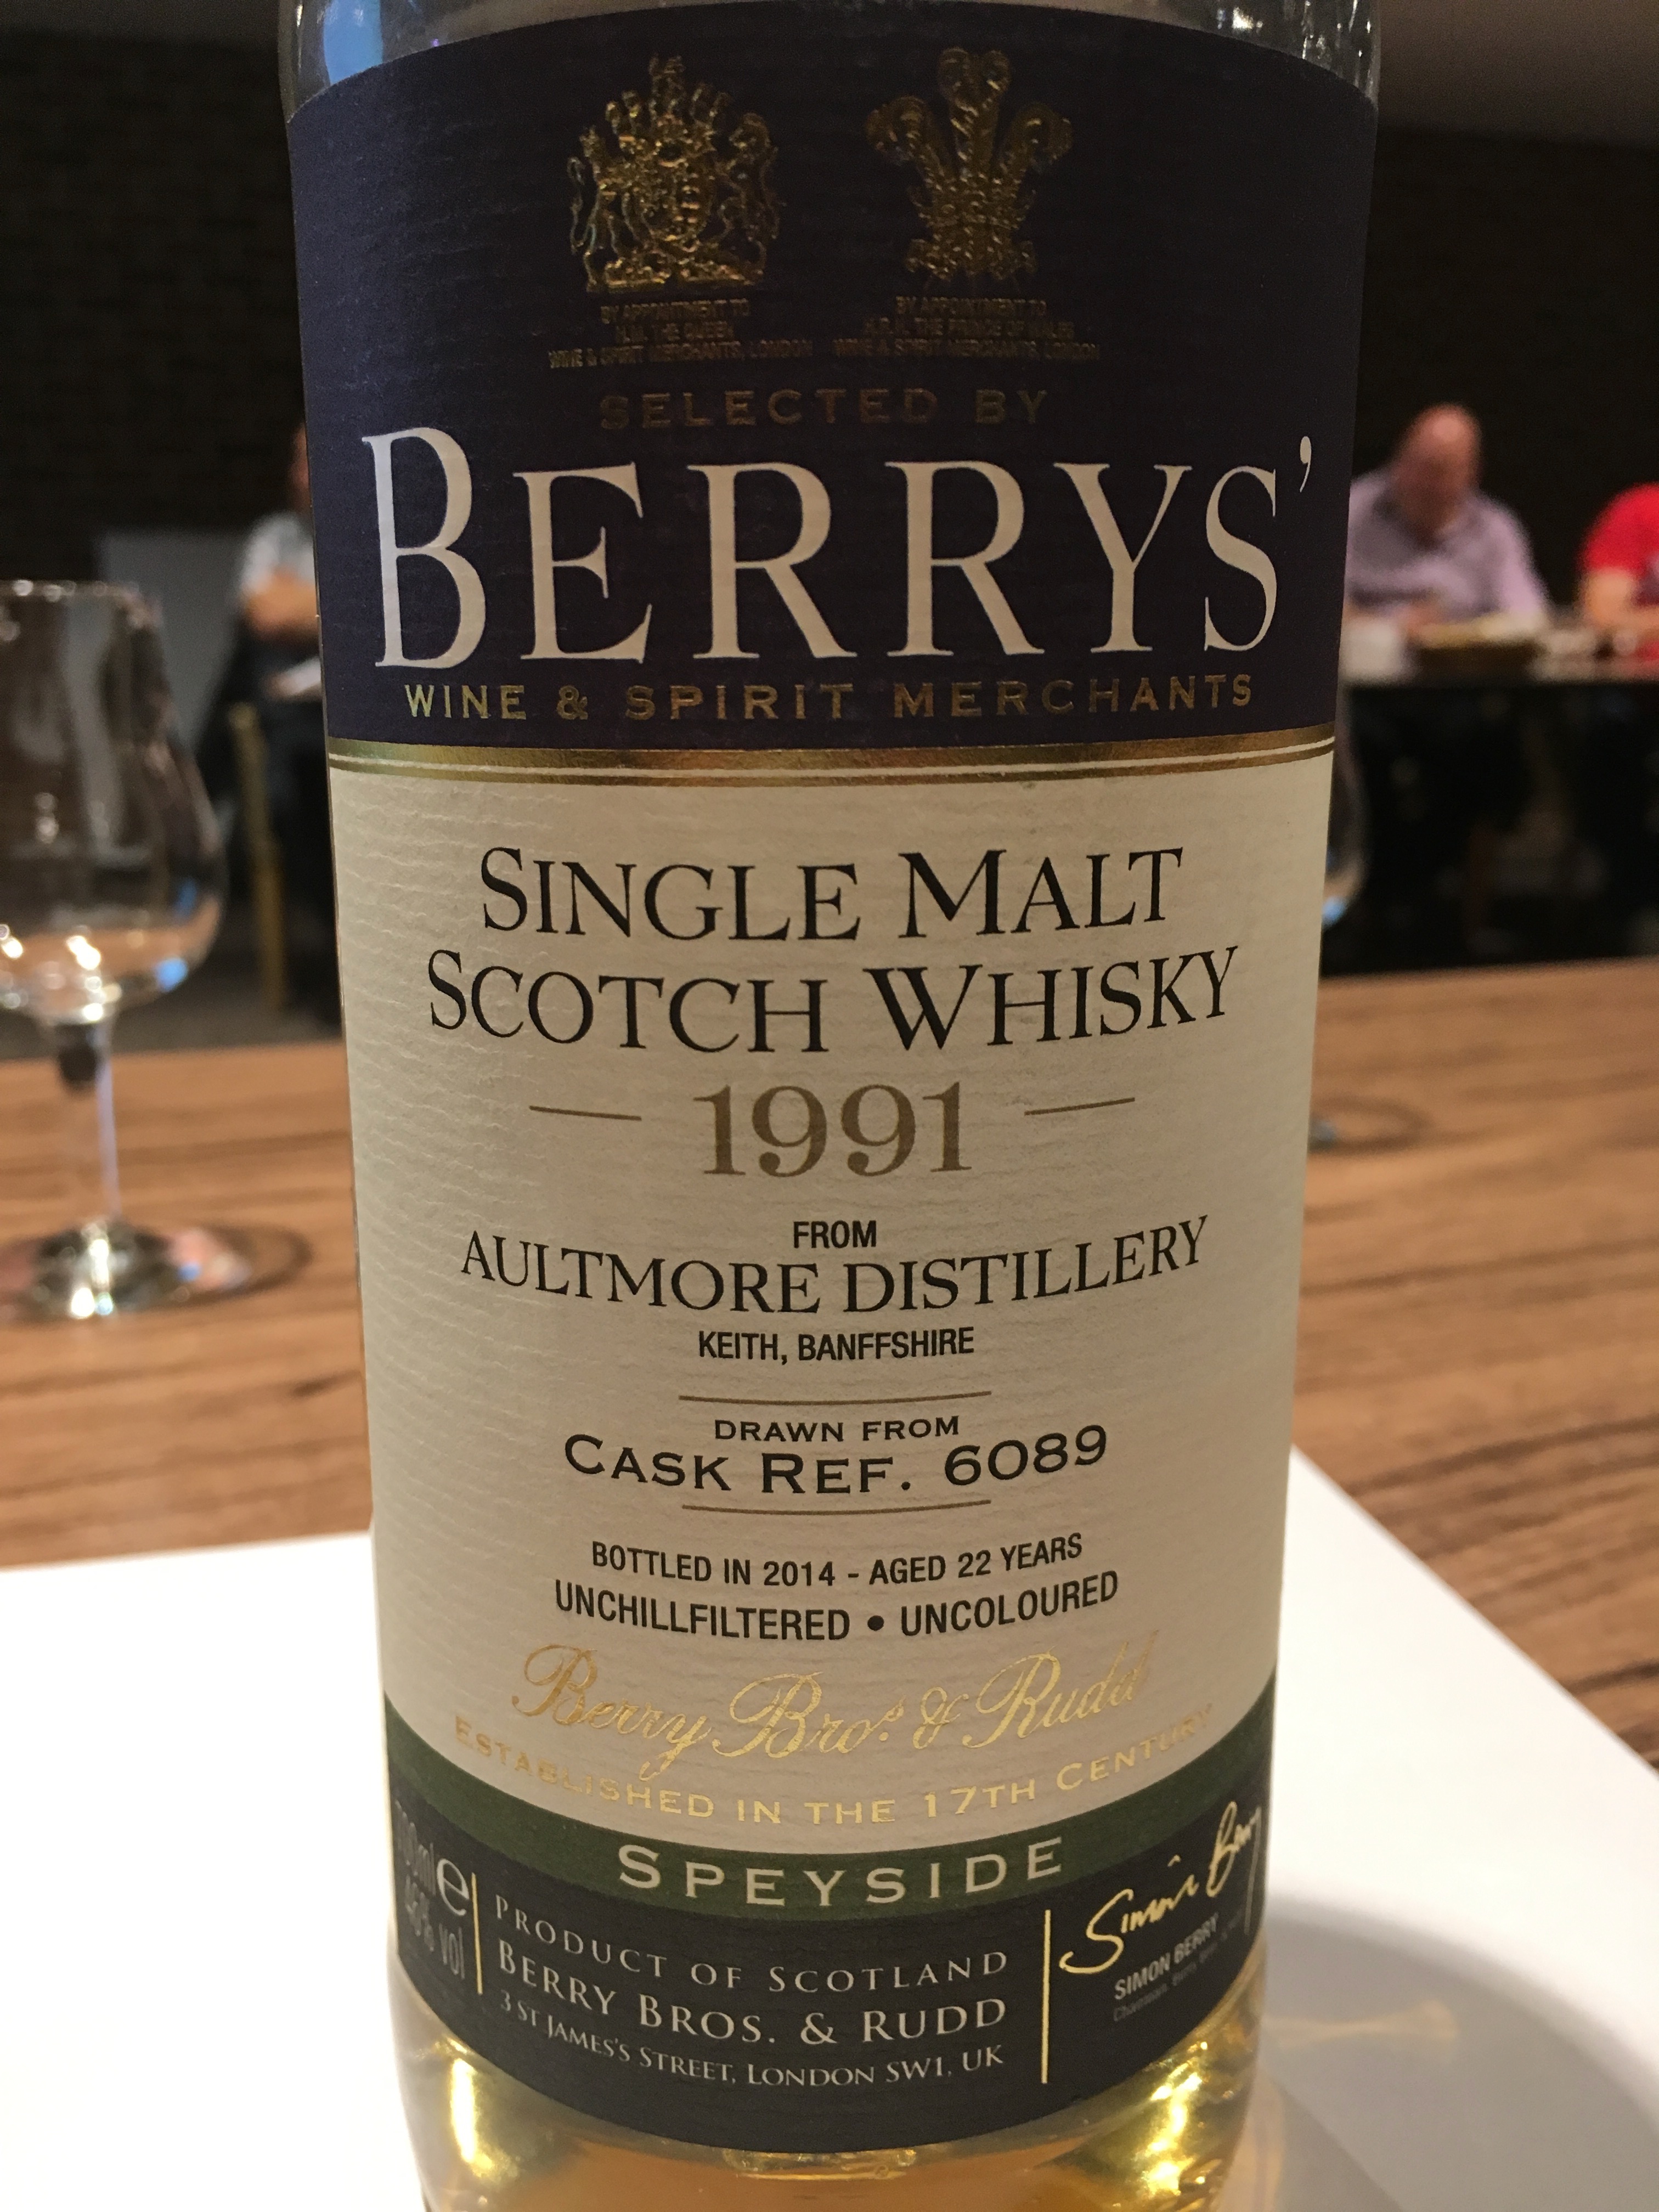 BY APPOINTMENT TO
H.M. THE QUEEN
WINE & SPIRIT MERCHANTS, LONDON
BY APPOINTMENT TO
H.R.H. THE PRINCE OF WALES
WINE & SPIRIT MERCHANTS, LONDON
SELECTED BY
BERRYS'
WINE & SPIRIT MERCHANTS
SINGLE MALT
SCOTCH WHISKY
— 1991 —
FROM
AULTMORE DISTILLERY
KEITH, BANFFSHIRE
DRAWN FROM
CASK REF. 6089
BOTTLED IN 2014 - AGED 22 YEARS
UNCHILLFILTERED • UNCOLOURED
Berry Bros. & Rudd
ESTABLISHED IN THE 17TH CENTURY
SPEYSIDE
700ml e
46% vol
PRODUCT OF SCOTLAND
BERRY BROS. & RUDD
3 ST JAMES'S STREET, LONDON SW1, UK
Simon Berry
SIMON BERRY
Chairman,